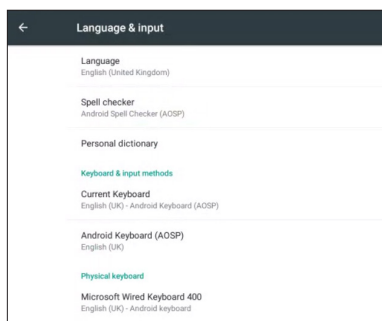 Language & input
Language
English (United Kingdom)
Spell checker
Android Spell Checker (AOSP)
Personal dictionary
Keyboard & input methods
Current Keyboard
English (UK) - Android Keyboard (AOSP)
Android Keyboard (AOSP)
English (UK)
Physical keyboard
Microsoft Wired Keyboard 400
English (UK) - Android keyboard